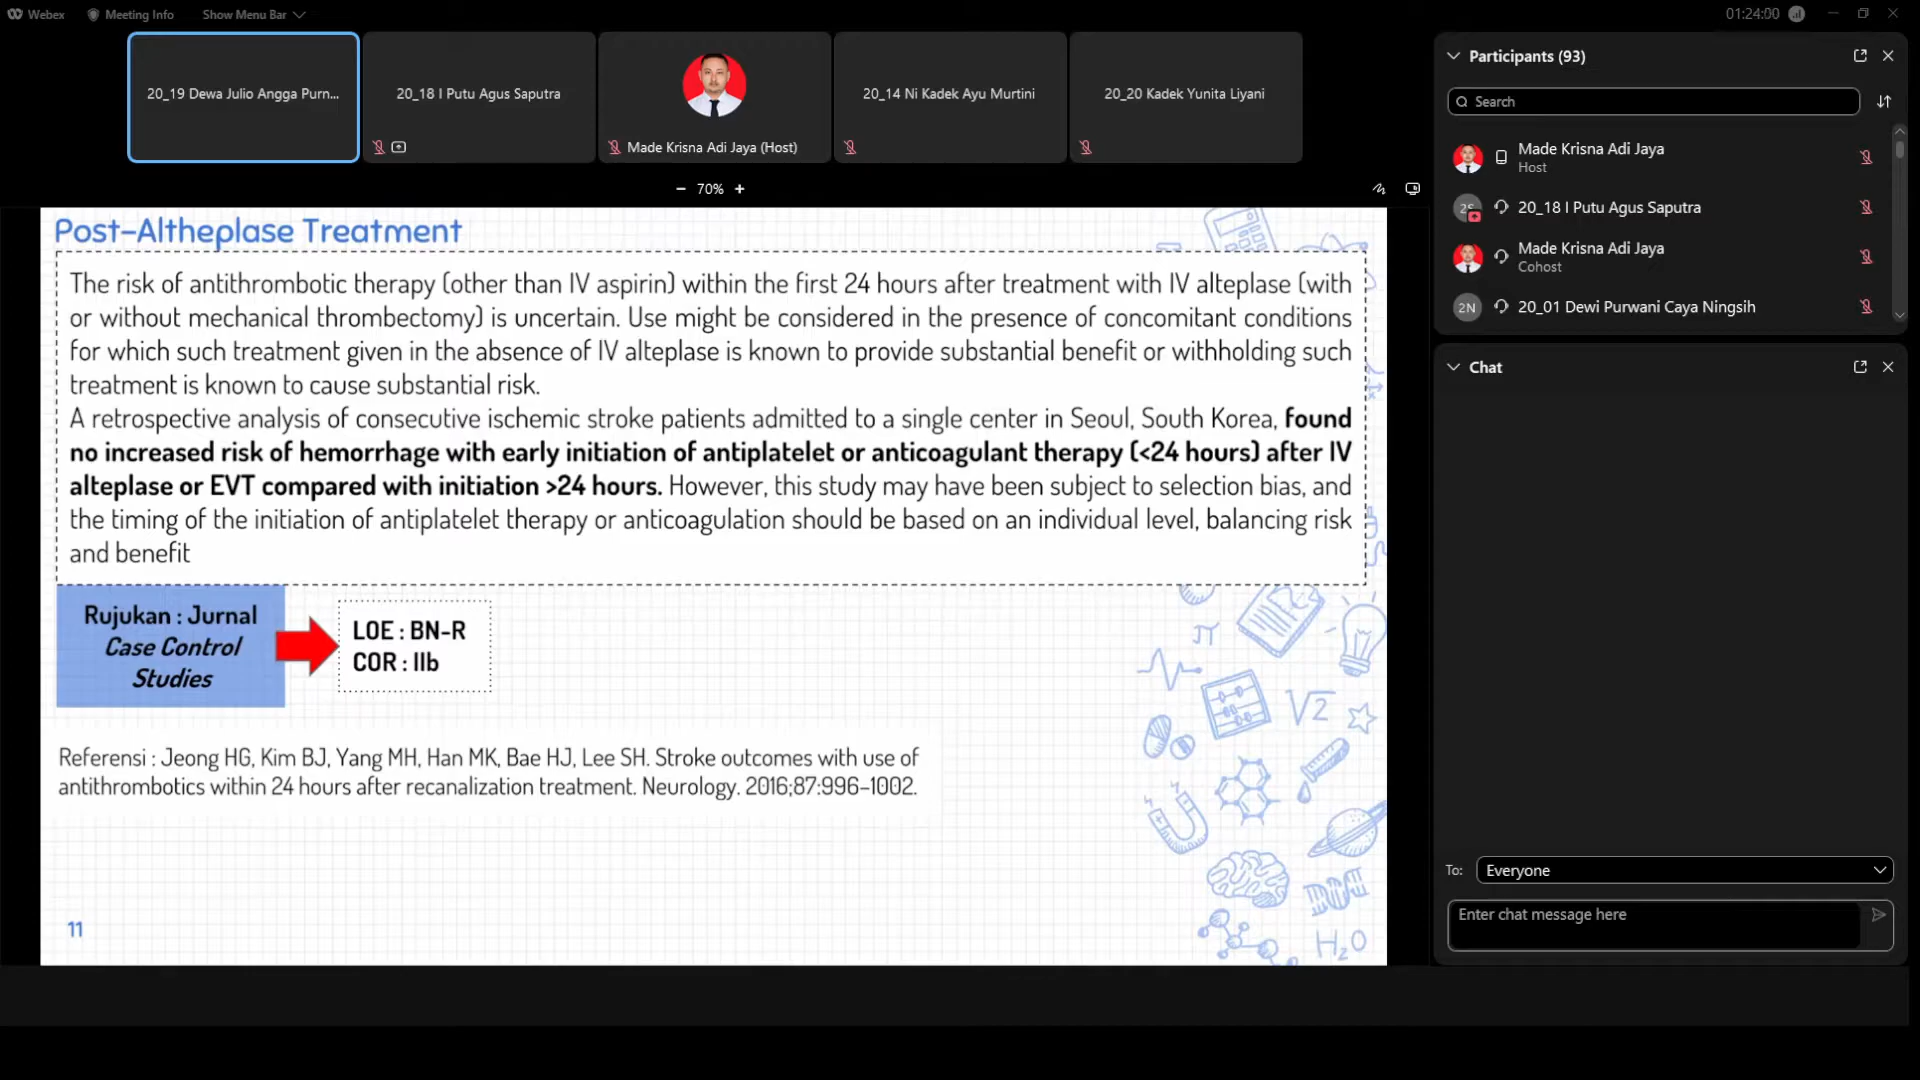 Webex
Meeting Info
Show Menu Bar
01:24:00
20_19 Dewa Julio Angga Purn...
20_18 I Putu Agus Saputra
Made Krisna Adi Jaya (Host)
20_14 Ni Kadek Ayu Murtini
20_20 Kadek Yunita Liyani
− 70% +
Post-Altheplase Treatment
The risk of antithrombotic therapy (other than IV aspirin) within the first 24 hours after treatment with IV alteplase (with
or without mechanical thrombectomy) is uncertain. Use might be considered in the presence of concomitant conditions
for which such treatment given in the absence of IV alteplase is known to provide substantial benefit or withholding such
treatment is known to cause substantial risk.
A retrospective analysis of consecutive ischemic stroke patients admitted to a single center in Seoul, South Korea, found
no increased risk of hemorrhage with early initiation of antiplatelet or anticoagulant therapy (<24 hours) after IV
alteplase or EVT compared with initiation >24 hours. However, this study may have been subject to selection bias, and
the timing of the initiation of antiplatelet therapy or anticoagulation should be based on an individual level, balancing risk
and benefit
Rujukan : Jurnal
Case Control
Studies
LOE : BN-R
COR : IIb
Referensi : Jeong HG, Kim BJ, Yang MH, Han MK, Bae HJ, Lee SH. Stroke outcomes with use of
antithrombotics within 24 hours after recanalization treatment. Neurology. 2016;87:996–1002.
11
π
√2
H₂O
Participants (93)
Search
Made Krisna Adi Jaya
Host
20_18 I Putu Agus Saputra
Made Krisna Adi Jaya
Cohost
2N
20_01 Dewi Purwani Caya Ningsih
Chat
To:
Everyone
Enter chat message here